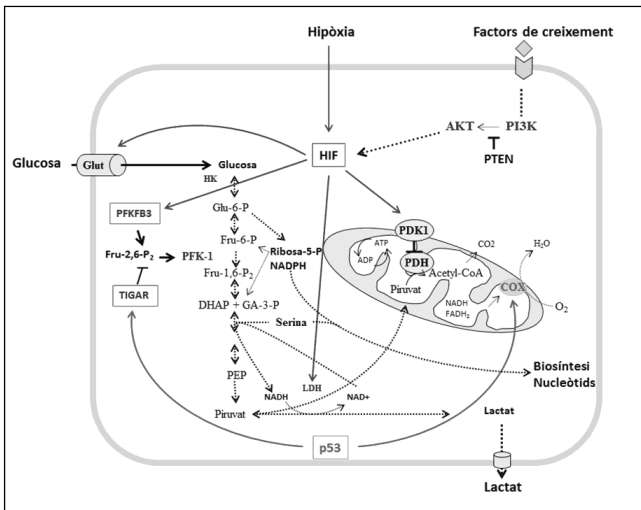 Hipòxia
Factors de creixement
AKT
PI3K
PTEN
HIF
Glucosa
Glut
Glucosa
HK
PFKFB3
Glu-6-P
Fru-6-P
Fru-2,6-P₂
PFK-1
Ribosa-5-P
NADPH
Fru-1,6-P₂
TIGAR
DHAP + GA-3-P
Serina
PEP
Piruvat
NADH
LDH
NAD+
PDK1
PDH
ATP
ADP
CO2
Acetyl-CoA
Piruvat
NADH
FADH₂
COX
H₂O
O₂
Biosíntesi
Nucleòtids
Lactat
p53
Lactat